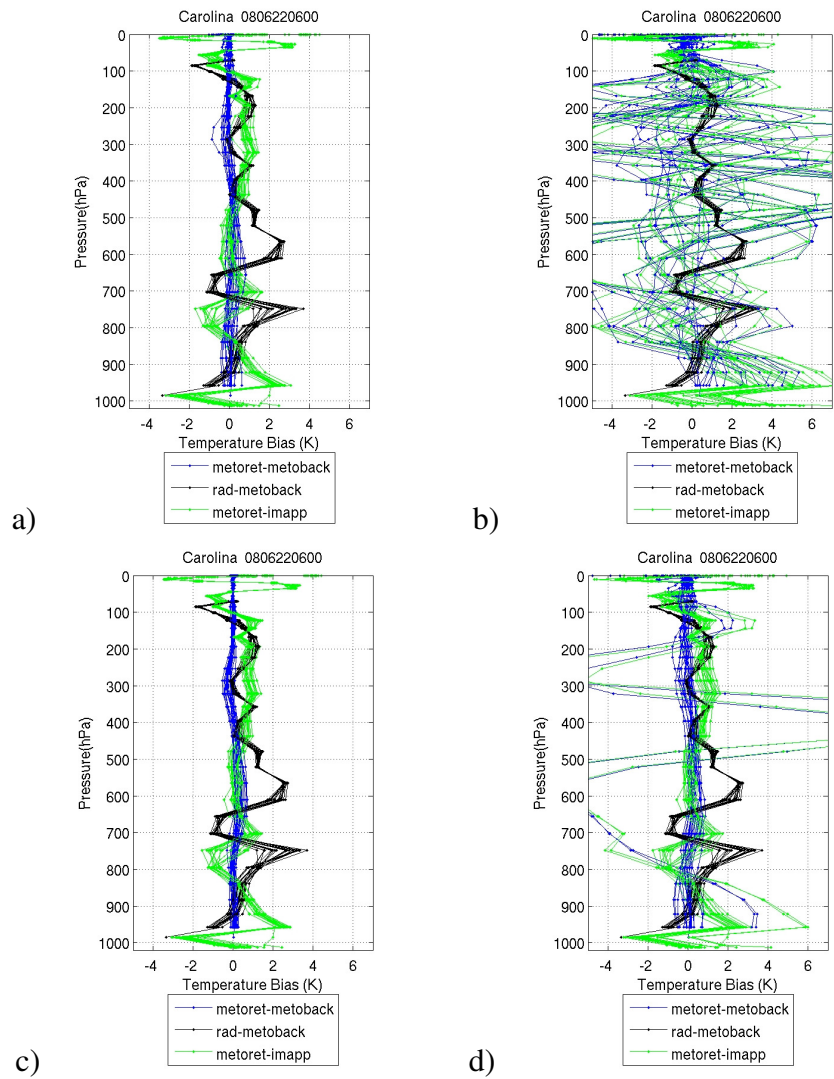 Carolina 0806220600
0
100
200
300
400
500
600
700
800
900
1000
Pressure(hPa)
-4 -2 0 2 4 6
Temperature Bias (K)
metoret-metoback
rad-metoback
metoret-imapp
a)
Carolina 0806220600
0
100
200
300
400
500
600
700
800
900
1000
Pressure(hPa)
-4 -2 0 2 4 6
Temperature Bias (K)
metoret-metoback
rad-metoback
metoret-imapp
b)
Carolina 0806220600
0
100
200
300
400
500
600
700
800
900
1000
Pressure(hPa)
-4 -2 0 2 4 6
Temperature Bias (K)
metoret-metoback
rad-metoback
metoret-imapp
c)
Carolina 0806220600
0
100
200
300
400
500
600
700
800
900
1000
Pressure(hPa)
-4 -2 0 2 4 6
Temperature Bias (K)
metoret-metoback
rad-metoback
metoret-imapp
d)